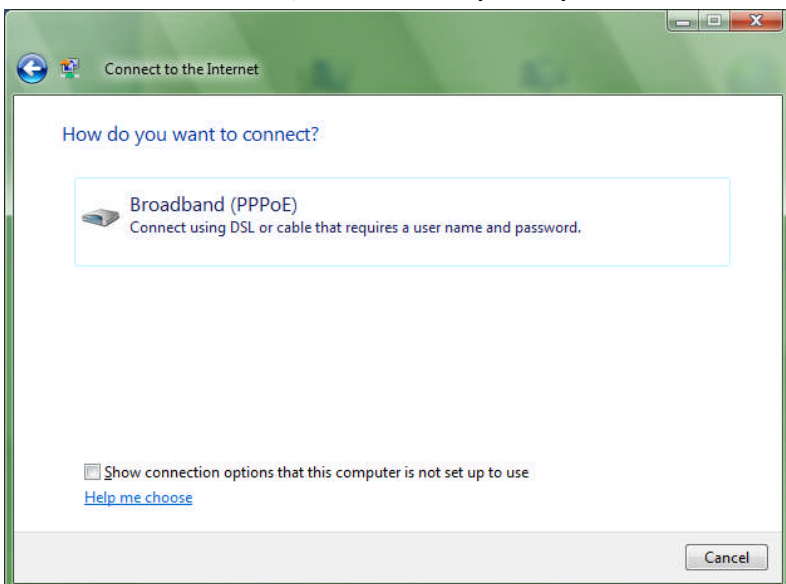 Connect to the Internet
How do you want to connect?
Broadband (PPPoE)
Connect using DSL or cable that requires a user name and password.
Show connection options that this computer is not set up to use
Help me choose
Cancel